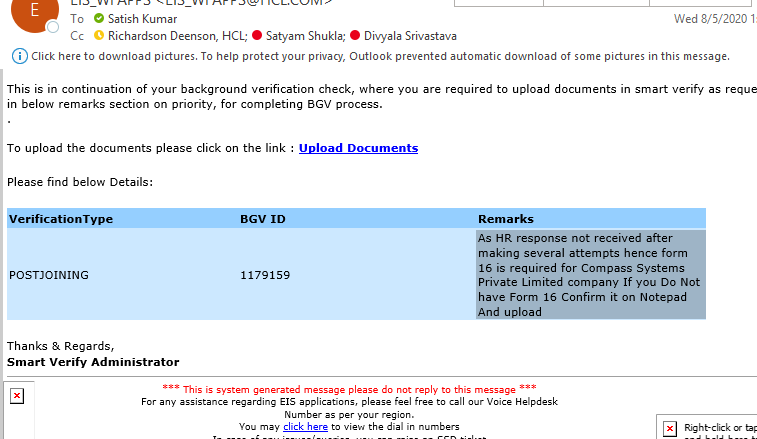 E
EIS_WFAPPS <EIS_WFAPPS@HCL.COM>
To Satish Kumar
Wed 8/5/2020
Cc Richardson Deenson, HCL; Satyam Shukla; Divyala Srivastava
Click here to download pictures. To help protect your privacy, Outlook prevented automatic download of some pictures in this message.
This is in continuation of your background verification check, where you are required to upload documents in smart verify as reque
in below remarks section on priority, for completing BGV process.
.
To upload the documents please click on the link : Upload Documents
Please find below Details:
VerificationType BGV ID Remarks
As HR response not received after
making several attempts hence form
POSTJOINING 1179159 16 is required for Compass Systems
Private Limited company If you Do Not
have Form 16 Confirm it on Notepad
And upload
Thanks & Regards,
Smart Verify Administrator
*** This is system generated message please do not reply to this message ***
For any assistance regarding EIS applications, please feel free to call our Voice Helpdesk
Number as per your region.
You may click here to view the dial in numbers
Right-click or tap